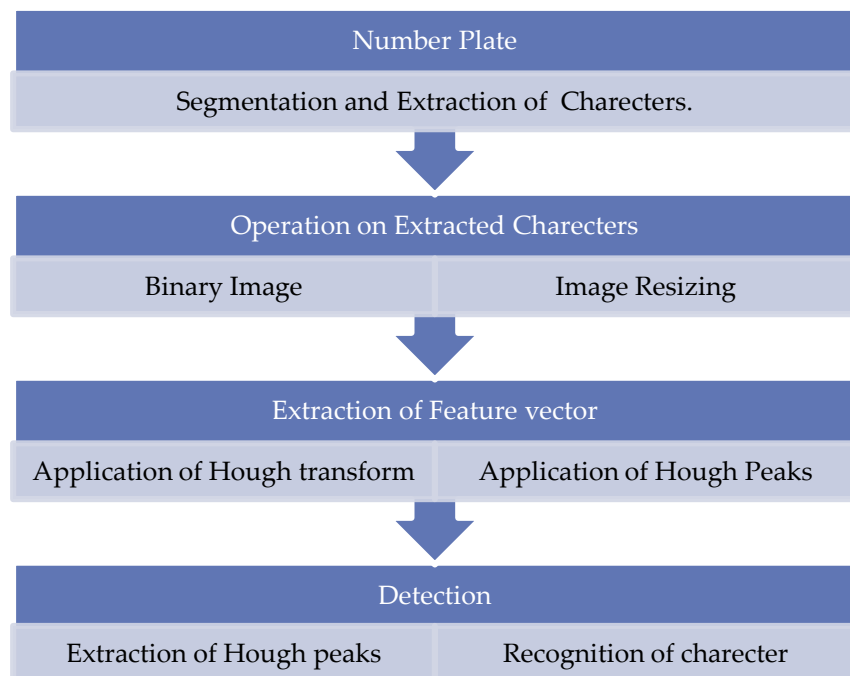 Number Plate
Segmentation and Extraction of Charecters.
Operation on Extracted Charecters
Binary Image
Image Resizing
Extraction of Feature vector
Application of Hough transform
Application of Hough Peaks
Detection
Extraction of Hough peaks
Recognition of charecter